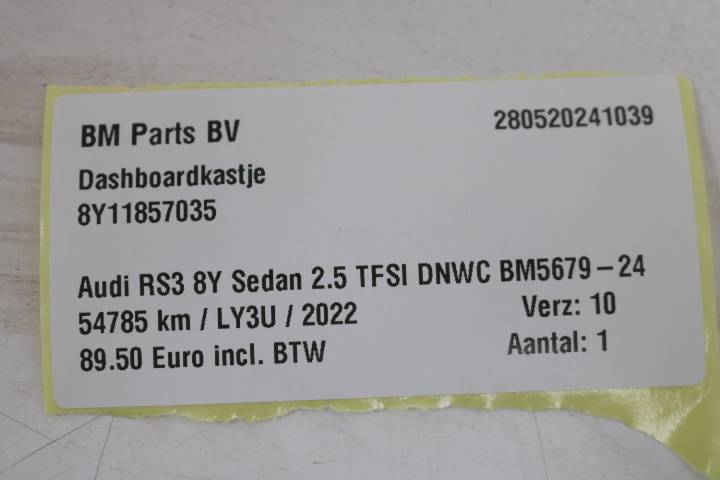 BM Parts BV 280520241039
Dashboardkastje
8Y11857035
Audi RS3 8Y Sedan 2.5 TFSI DNWC BM5679-24
54785 km / LY3U / 2022 Verz: 10
89.50 Euro incl. BTW Aantal: 1